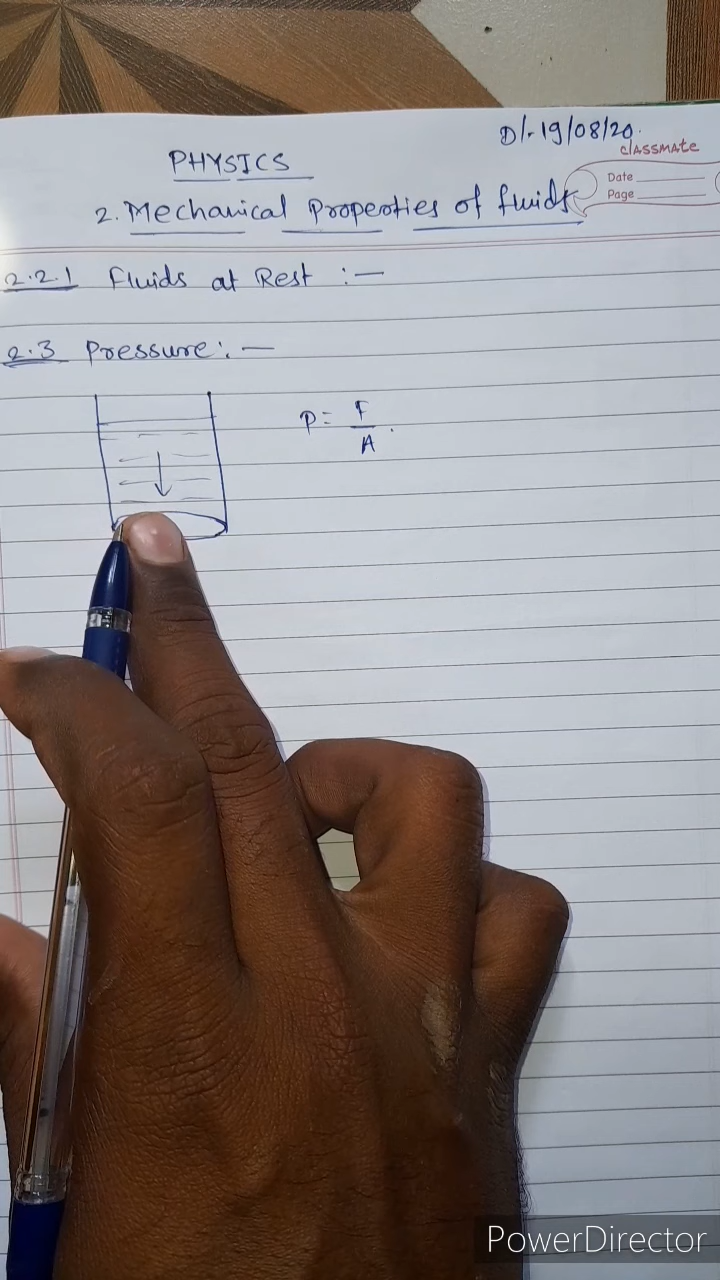 D/-19/08/20.
classmate
PHYSICS
Date
Page
2. Mechanical Properties of fluids
2.2.1 Fluids at Rest :-
2.3 Pressure:-
P = F
A.
PowerDirector